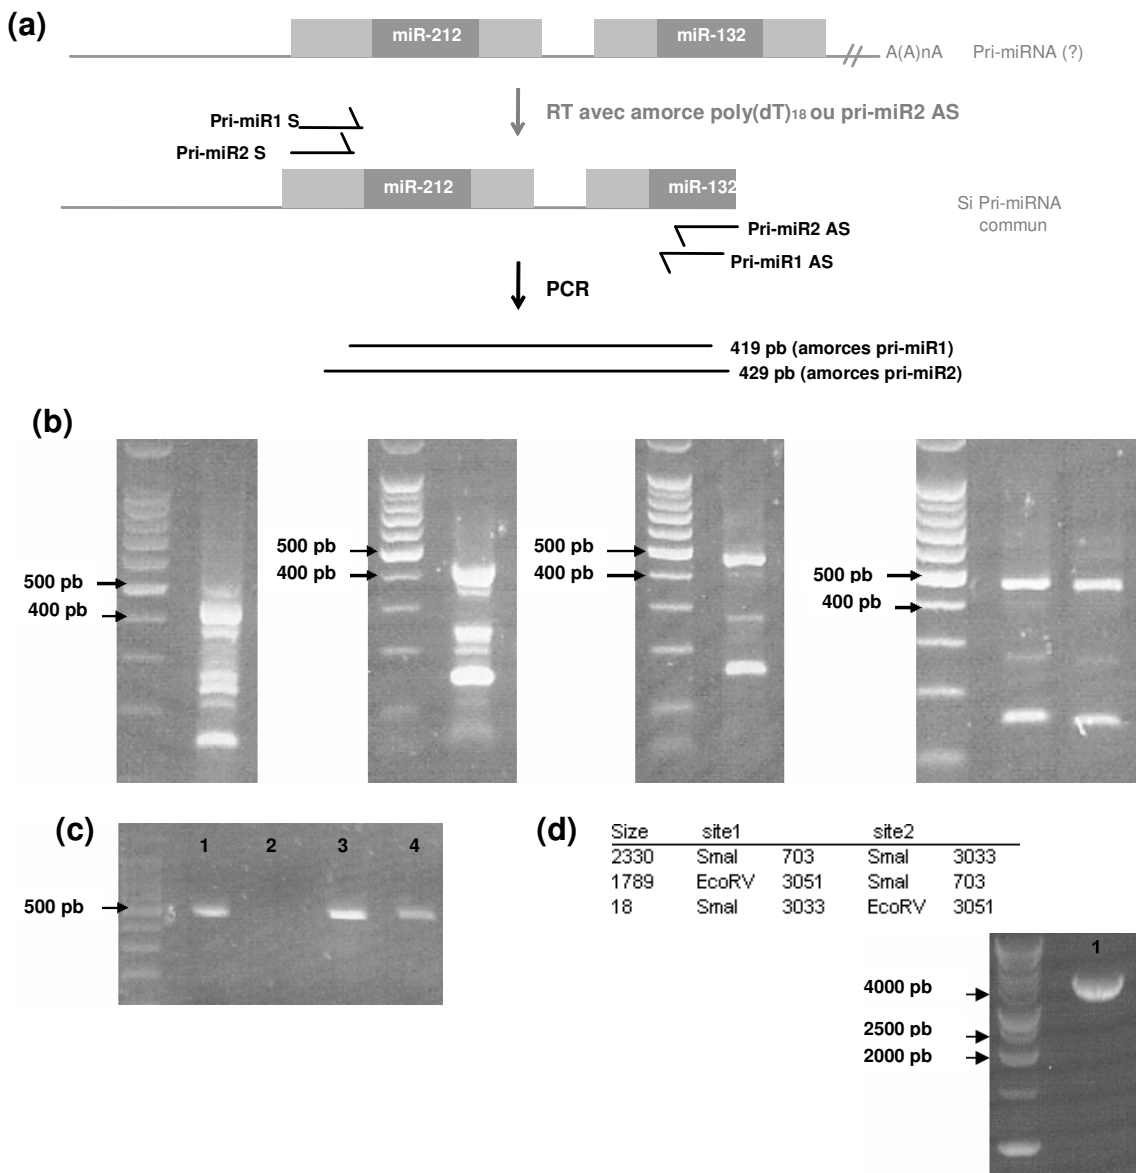 (a)
miR-212 miR-132
A(A)nA Pri-miRNA (?)
RT avec amorce poly(dT)18 ou pri-miR2 AS
Pri-miR1 S
Pri-miR2 S
miR-212 miR-132
Si Pri-miRNA
commun
Pri-miR2 AS
Pri-miR1 AS
PCR
419 pb (amorces pri-miR1)
429 pb (amorces pri-miR2)
(b)
500 pb
400 pb
500 pb
400 pb
500 pb
400 pb
500 pb
400 pb
(c)
1 2 3 4
500 pb
(d)
Size site1 site2
2330 SmaI 703 SmaI 3033
1789 EcoRV 3051 SmaI 703
18 SmaI 3033 EcoRV 3051
1
4000 pb
2500 pb
2000 pb